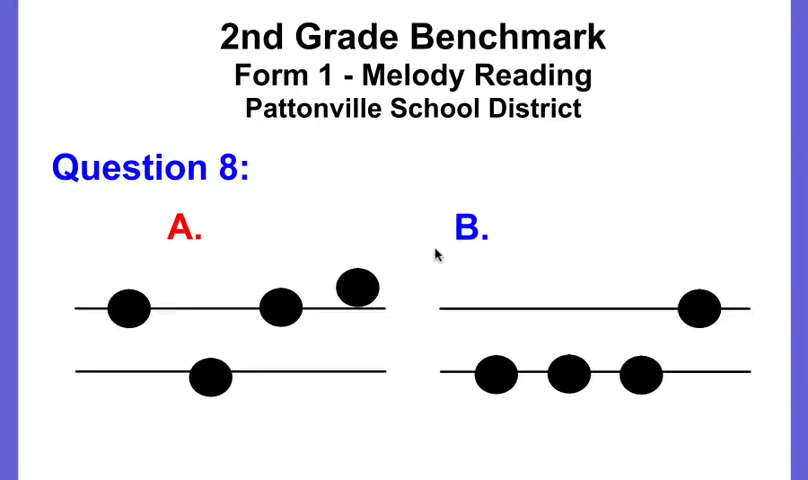 2nd Grade Benchmark
Form 1 - Melody Reading
Pattonville School District
Question 8:
A.
B.